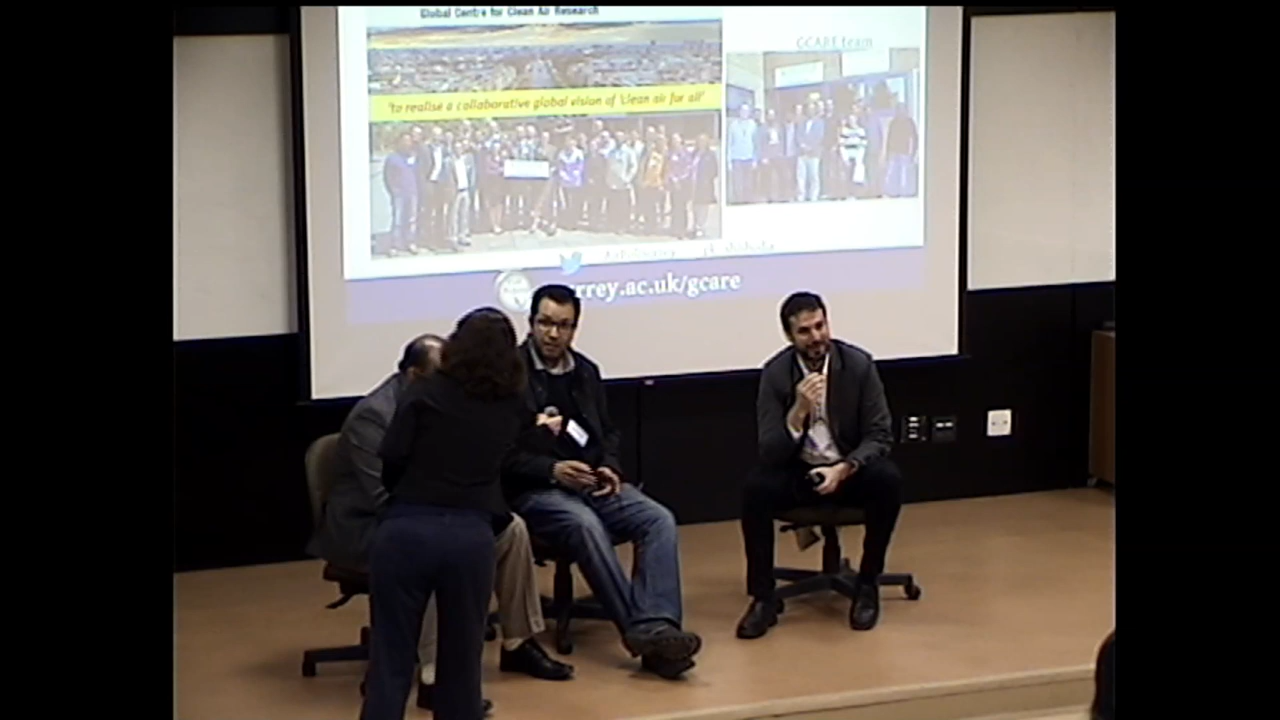 Global Centre for Clean Air Research
GCARE team
'to realise a collaborative global vision of 'clean air for all'
rrey.ac.uk/gcare